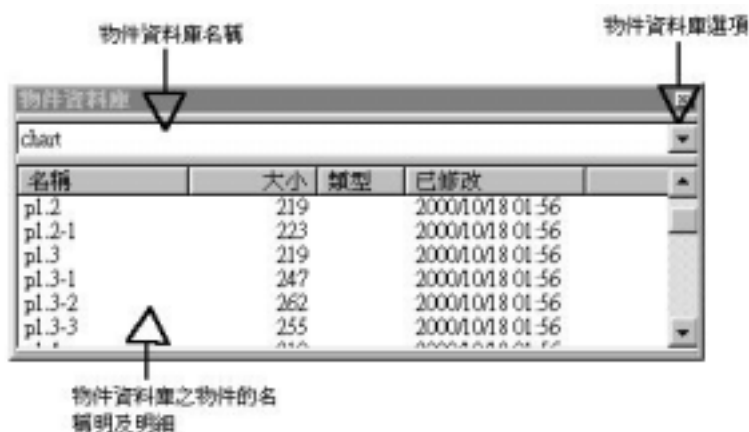 物件資料庫名稱
物件資料庫選項
物件資料庫
chart
名稱 大小 類型 已修改
p1.2 219 2000/10/18 01:56
p1.2-1 223 2000/10/18 01:56
p1.3 219 2000/10/18 01:56
p1.3-1 247 2000/10/18 01:56
p1.3-2 262 2000/10/18 01:56
p1.3-3 255 2000/10/18 01:56
物件資料庫之物件的名
稱明及明細